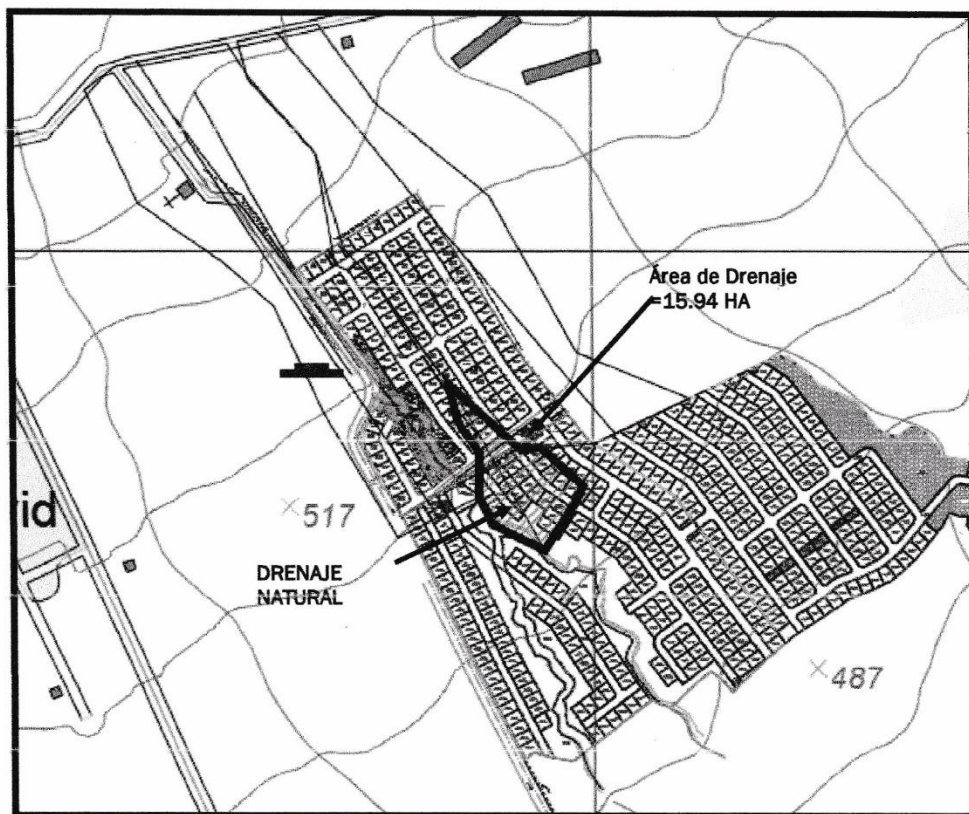 Área de Drenaje
=15.94 HA
id
517
DRENAJE
NATURAL
487